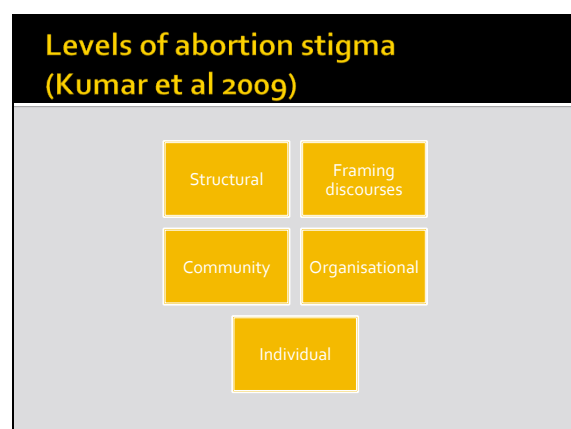 Levels of abortion stigma
(Kumar et al 2009)
Structural
Framing
discourses
Community
Organisational
Individual